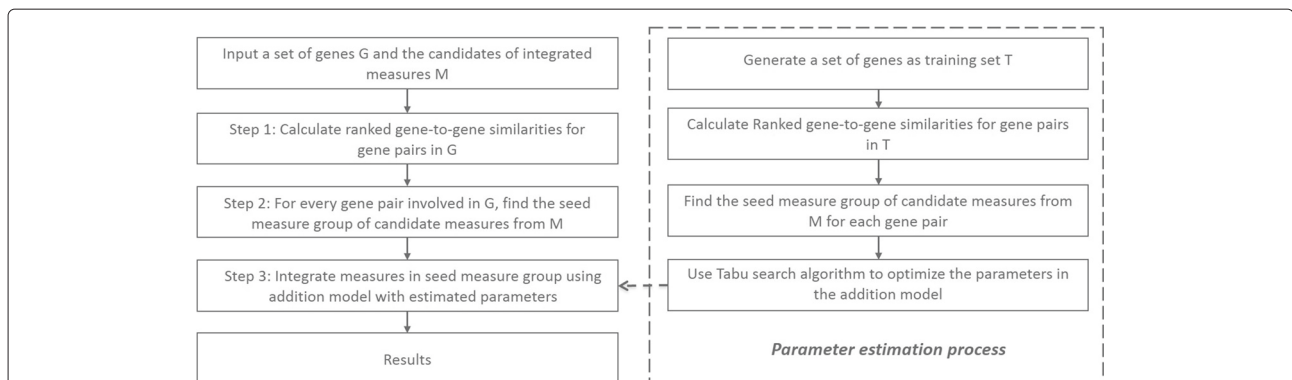 Input a set of genes G and the candidates of integrated
measures M
Step 1: Calculate ranked gene-to-gene similarities for
gene pairs in G
Step 2: For every gene pair involved in G, find the seed
measure group of candidate measures from M
Step 3: Integrate measures in seed measure group using
addition model with estimated parameters
Results
Generate a set of genes as training set T
Calculate Ranked gene-to-gene similarities for gene pairs
in T
Find the seed measure group of candidate measures from
M for each gene pair
Use Tabu search algorithm to optimize the parameters in
the addition model
Parameter estimation process